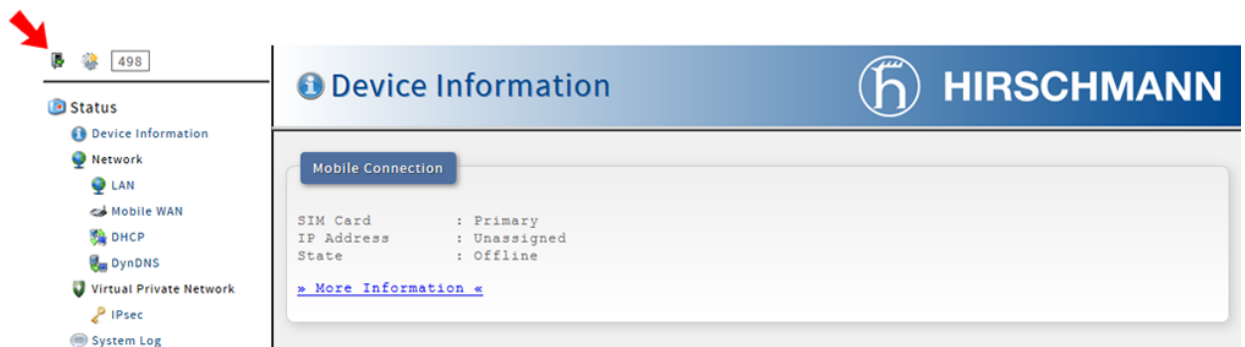 498
Status
Device Information
Network
LAN
Mobile WAN
DHCP
DynDNS
Virtual Private Network
IPsec
System Log
Device Information
HIRSCHMANN
Mobile Connection
SIM Card : Primary
IP Address : Unassigned
State : Offline
» More Information «